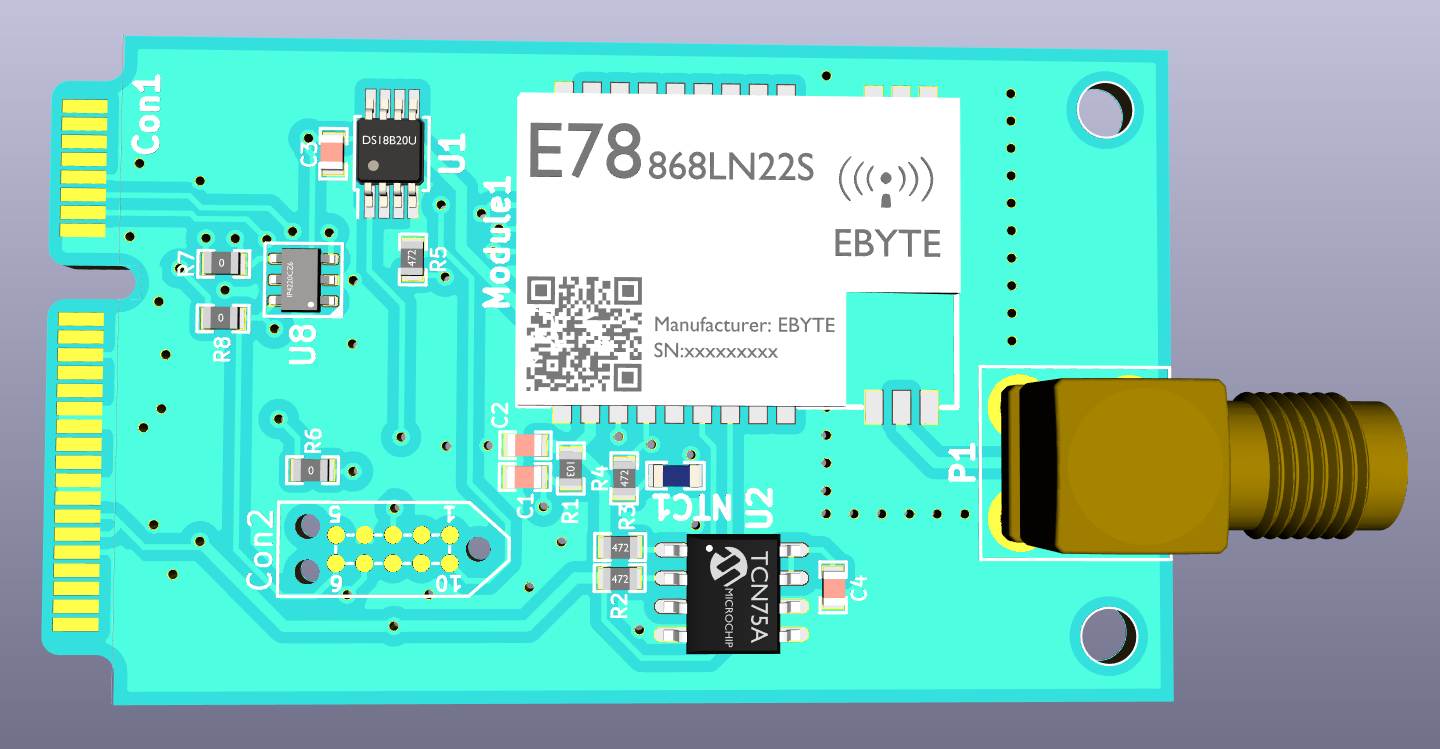 Con1
C3
DS18B20U
U1
Module1
E78 868LN22S
EBYTE
Manufacturer: EBYTE
SN:xxxxxxxxx
R7
0
IP4220CZ6
U8
R8
0
472
R5
C2
C1
R6
0
103
R1
R4
472
NTC1
U2
R3
472
472
R2
TCN75A
MICROCHIP
C4
P1
Con2
5
1
6
10